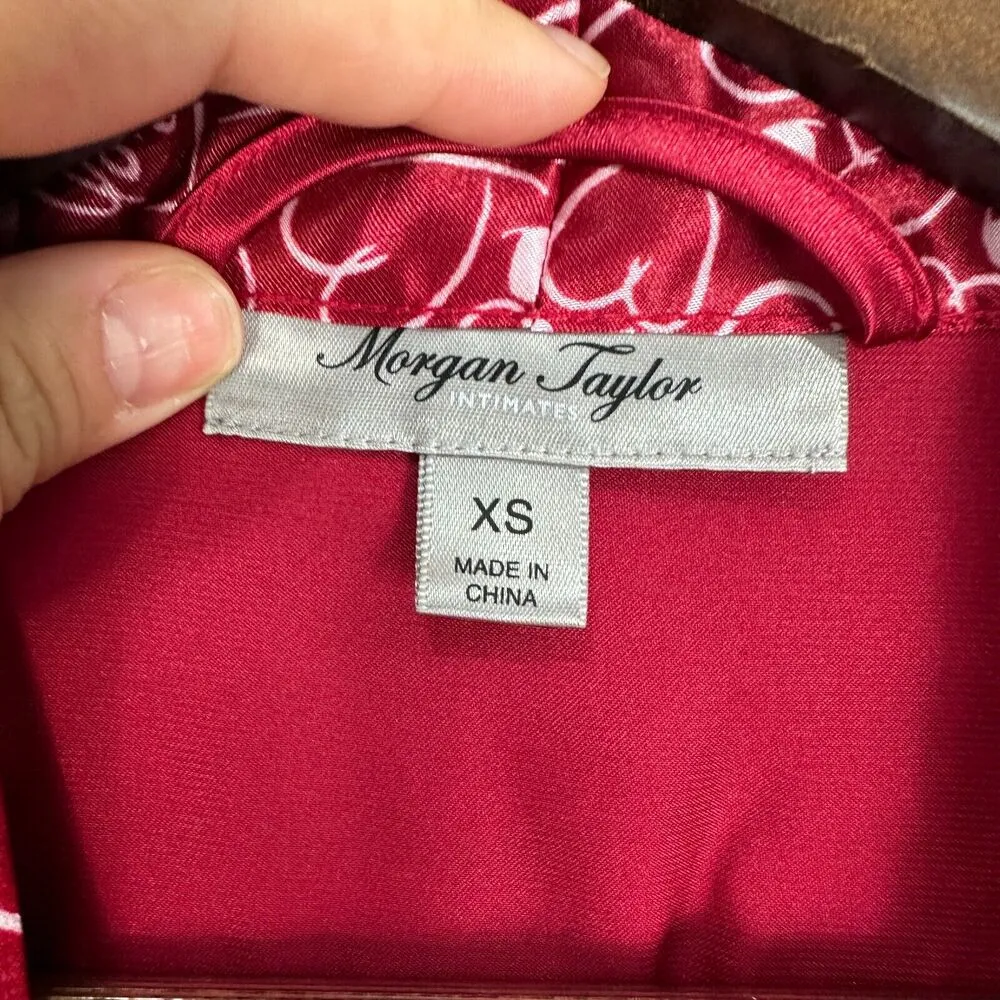 Morgan Taylor
INTIMATES
XS
MADE IN
CHINA